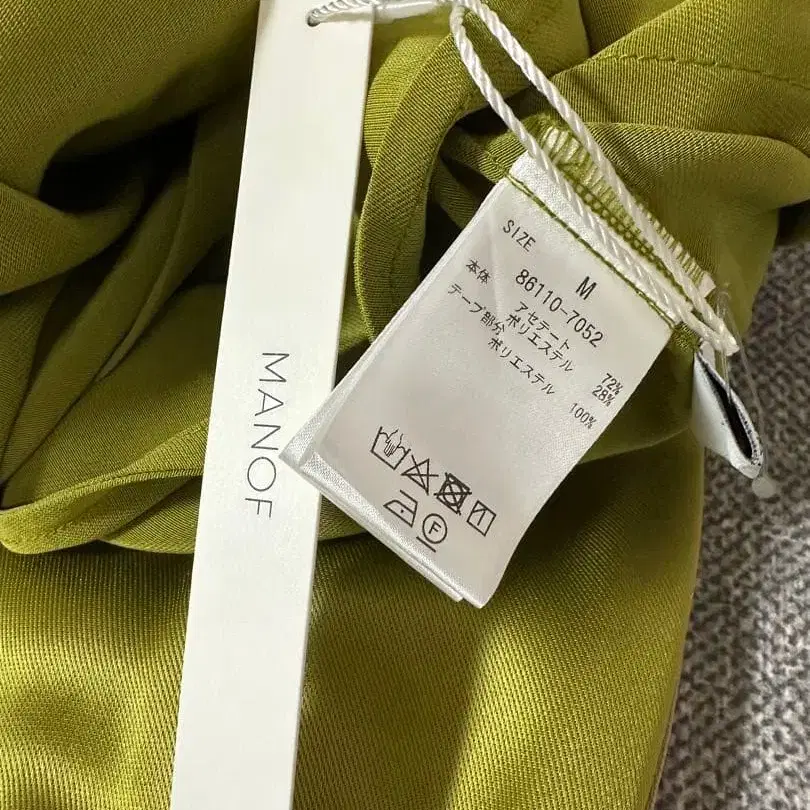 MANOF
SIZE
M
86110-7052
本体
アセテート 72%
ポリエステル 28%
テープ部分
ポリエステル 100%
F